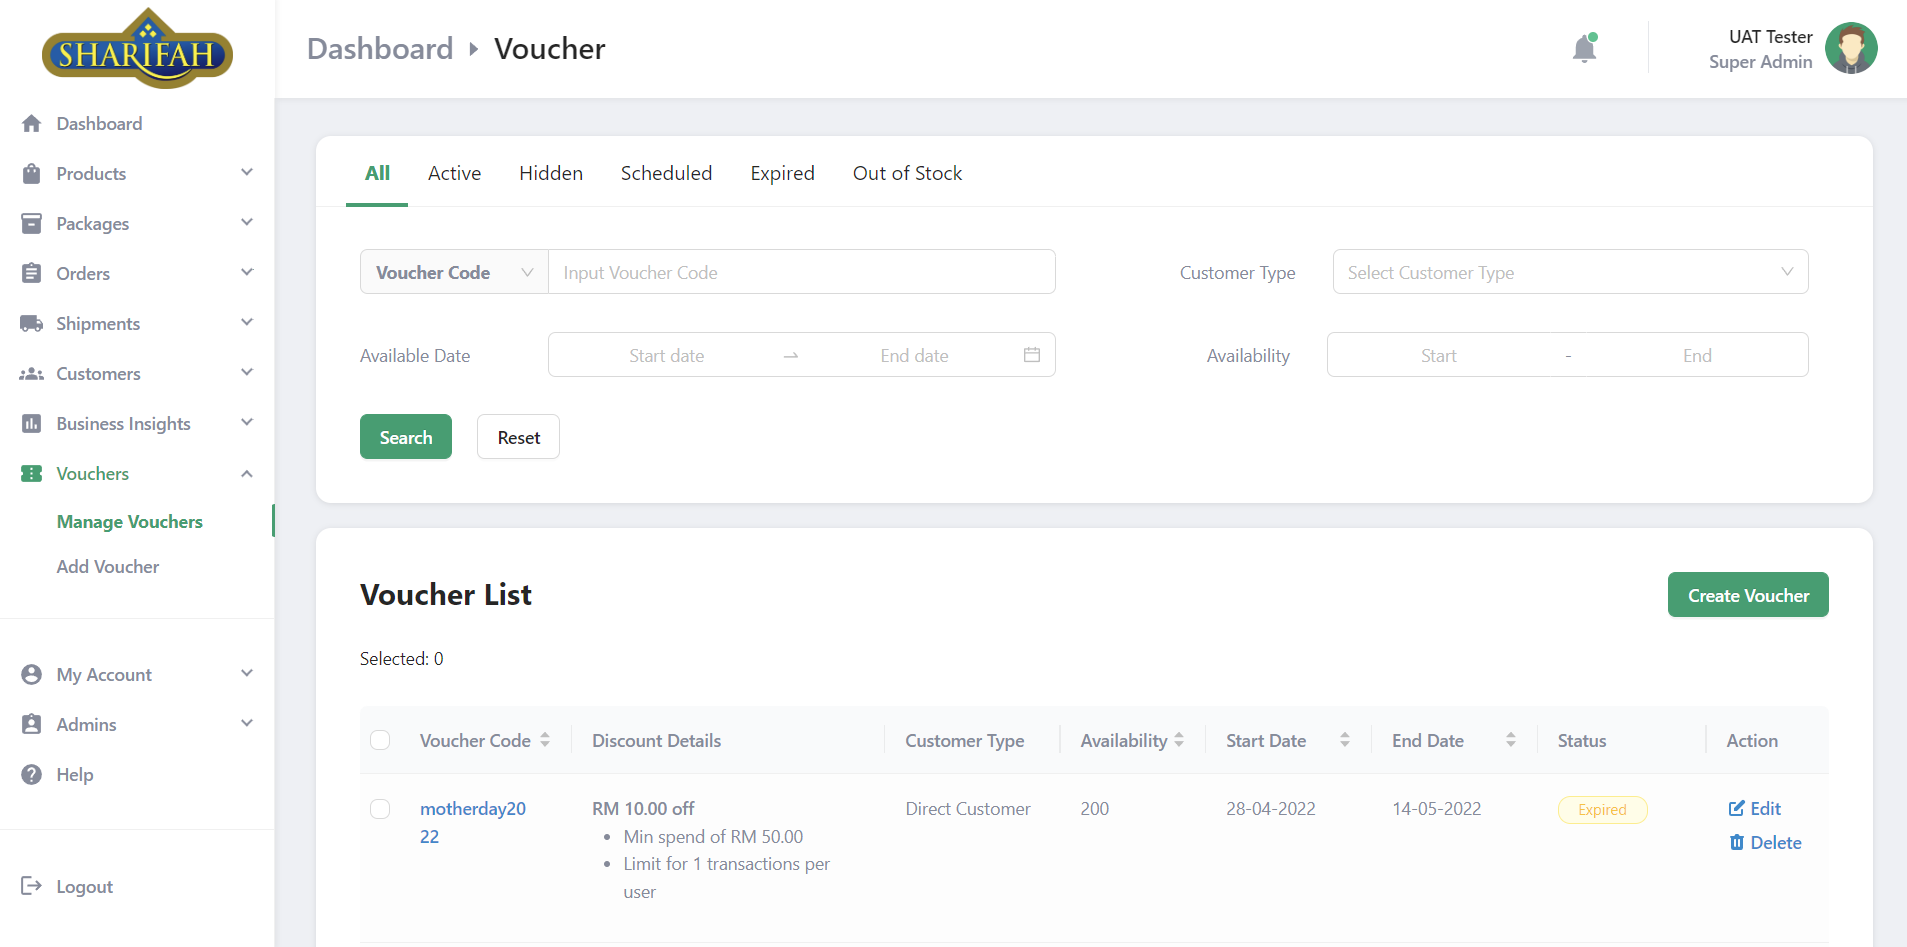 SHARIFAH
Dashboard
Products
Packages
Orders
Shipments
Customers
Business Insights
Vouchers
Manage Vouchers
Add Voucher
My Account
Admins
Help
Logout
Dashboard Voucher
UAT Tester
Super Admin
All Active Hidden Scheduled Expired Out of Stock
Voucher Code Input Voucher Code Customer Type Select Customer Type
Available Date Start date → End date Availability Start - End
Search Reset
Voucher List Create Voucher
Selected: 0
Voucher Code Discount Details Customer Type Availability Start Date End Date Status Action
motherday20 RM 10.00 off Direct Customer 200 28-04-2022 14-05-2022 Expired Edit
22 • Min spend of RM 50.00 Delete
• Limit for 1 transactions per
user